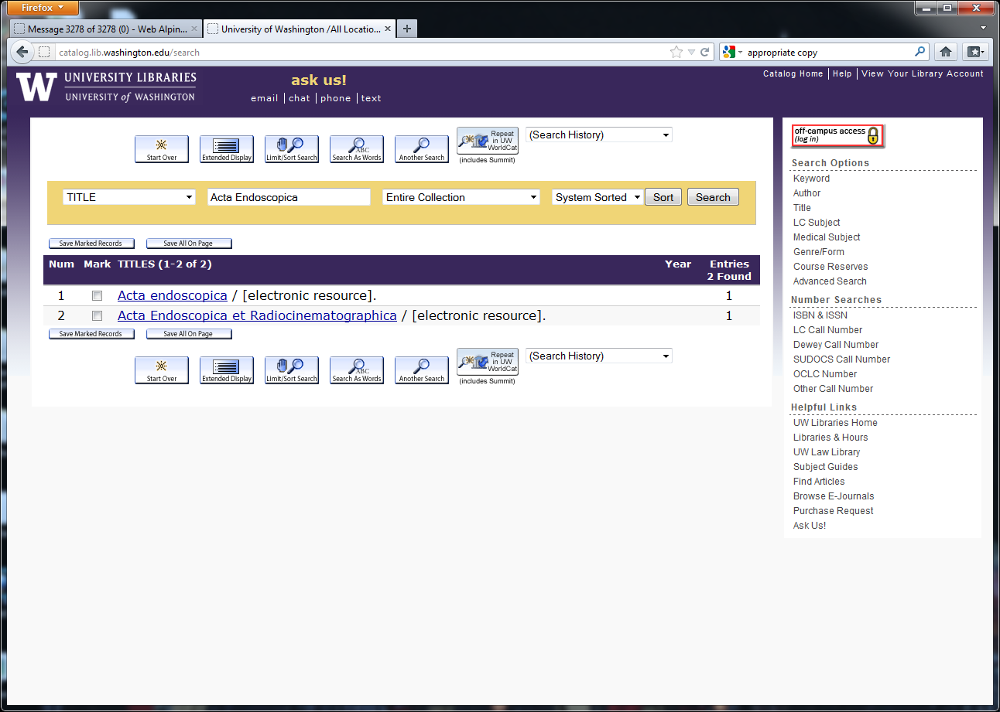 Firefox
Message 3278 of 3278 (0) - Web Alpin...
University of Washington /All Locatio...
catalog.lib.washington.edu/search
appropriate copy
W UNIVERSITY LIBRARIES
UNIVERSITY of WASHINGTON
ask us!
email | chat | phone | text
Catalog Home | Help | View Your Library Account
Start Over
Extended Display
Limit/Sort Search
ABC
Search As Words
Another Search
Repeat
in UW
WorldCat
(includes Summit)
(Search History)
TITLE Acta Endoscopica Entire Collection System Sorted Sort Search
Save Marked Records Save All On Page
Num Mark TITLES (1-2 of 2) Year Entries
2 Found
1 Acta endoscopica / [electronic resource]. 1
2 Acta Endoscopica et Radiocinematographica / [electronic resource]. 1
Save Marked Records Save All On Page
Start Over
Extended Display
Limit/Sort Search
ABC
Search As Words
Another Search
Repeat
in UW
WorldCat
(includes Summit)
(Search History)
off-campus access
(log in)
Search Options
Keyword
Author
Title
LC Subject
Medical Subject
Genre/Form
Course Reserves
Advanced Search
Number Searches
ISBN & ISSN
LC Call Number
Dewey Call Number
SUDOCS Call Number
OCLC Number
Other Call Number
Helpful Links
UW Libraries Home
Libraries & Hours
UW Law Library
Subject Guides
Find Articles
Browse E-Journals
Purchase Request
Ask Us!